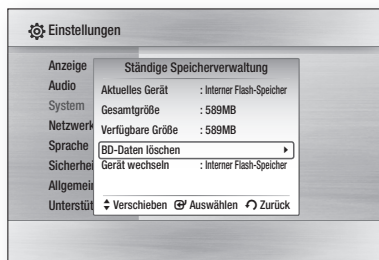 Einstellungen
Anzeige
Audio
System
Netzwerk
Sprache
Sicherhei
Allgemei
Unterstüt
Ständige Speicherverwaltung
Aktuelles Gerät : Interner Flash-Speicher
Gesamtgröße : 589MB
Verfügbare Größe : 589MB
BD-Daten löschen
Gerät wechseln : Interner Flash-Speicher
Verschieben Auswählen Zurück